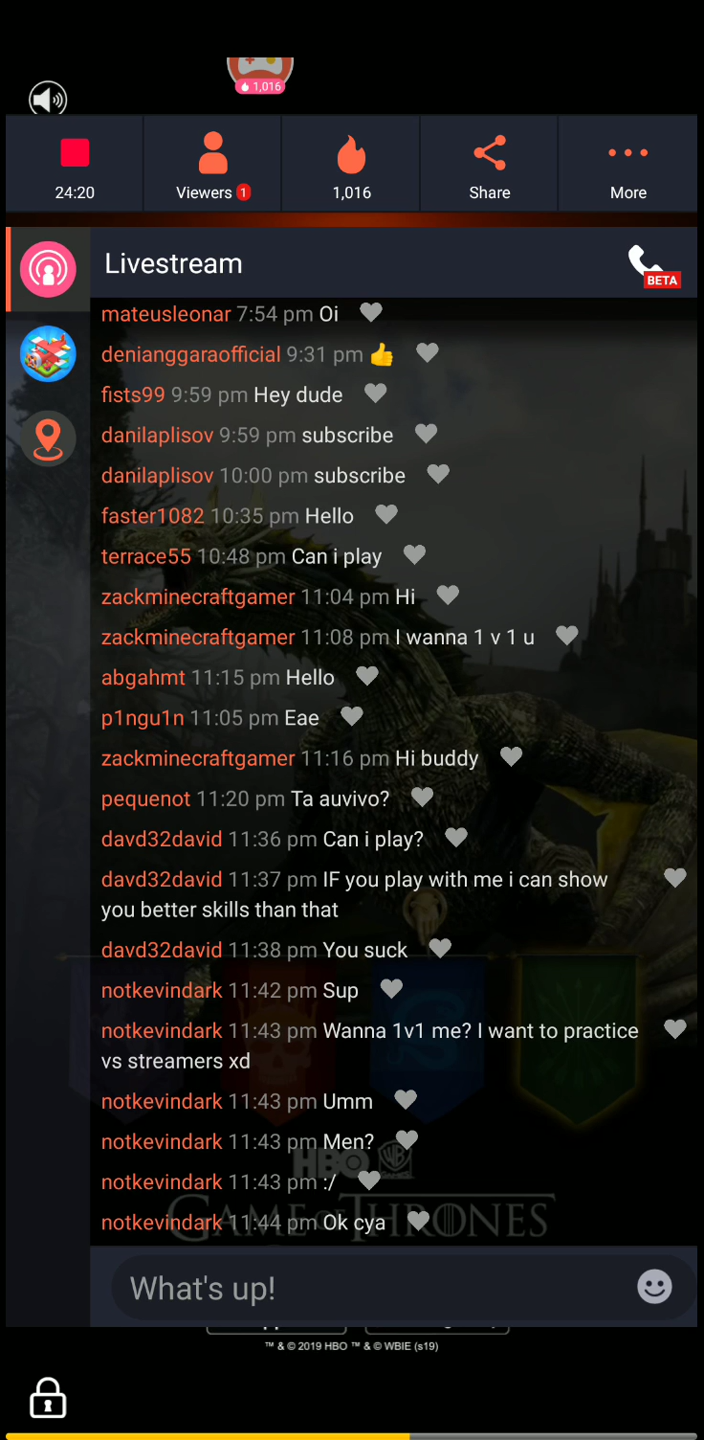 1,016
24:20
Viewers 1
1,016
Share
More
Livestream
BETA
mateusleonar 7:54 pm Oi
denianggaraofficial 9:31 pm 👍
fists99 9:59 pm Hey dude
danilaplisov 9:59 pm subscribe
danilaplisov 10:00 pm subscribe
faster1082 10:35 pm Hello
terrace55 10:48 pm Can i play
zackminecraftgamer 11:04 pm Hi
zackminecraftgamer 11:08 pm I wanna 1 v 1 u
abgahmt 11:15 pm Hello
p1ngu1n 11:05 pm Eae
zackminecraftgamer 11:16 pm Hi buddy
pequenot 11:20 pm Ta auvivo?
davd32david 11:36 pm Can i play?
davd32david 11:37 pm IF you play with me i can show
you better skills than that
davd32david 11:38 pm You suck
notkevindark 11:42 pm Sup
notkevindark 11:43 pm Wanna 1v1 me? I want to practice
vs streamers xd
notkevindark 11:43 pm Umm
notkevindark 11:43 pm Men?
HBO WB
notkevindark 11:43 pm :/
GAME OF THRONES
notkevindark 11:44 pm Ok cya
What's up!
™ & © 2019 HBO ™ & © WBIE (s19)